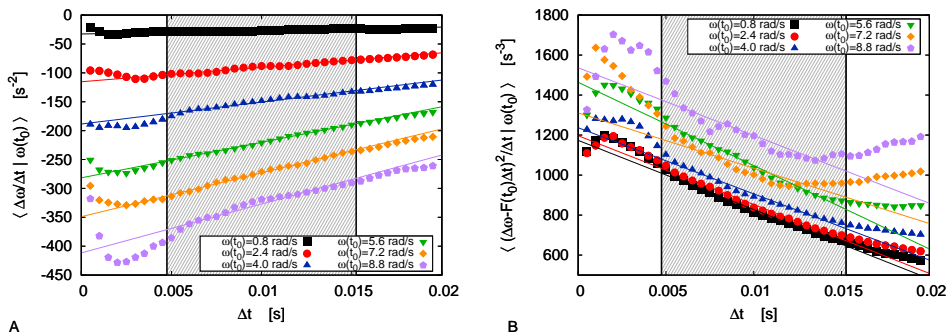 0
-50
-100
-150
-200
-250
-300
-350
-400
-450
0
0.005
0.01
0.015
0.02
Δt [s]
⟨ Δω/Δt | ω(t₀) ⟩ [s⁻²]
ω(t₀)=0.8 rad/s
ω(t₀)=2.4 rad/s
ω(t₀)=4.0 rad/s
ω(t₀)=5.6 rad/s
ω(t₀)=7.2 rad/s
ω(t₀)=8.8 rad/s
A
1800
1600
1400
1200
1000
800
600
0
0.005
0.01
0.015
0.02
Δt [s]
⟨ (Δω-F(t₀)Δt)²/Δt | ω(t₀) ⟩ [s⁻³]
ω(t₀)=0.8 rad/s
ω(t₀)=2.4 rad/s
ω(t₀)=4.0 rad/s
ω(t₀)=5.6 rad/s
ω(t₀)=7.2 rad/s
ω(t₀)=8.8 rad/s
B